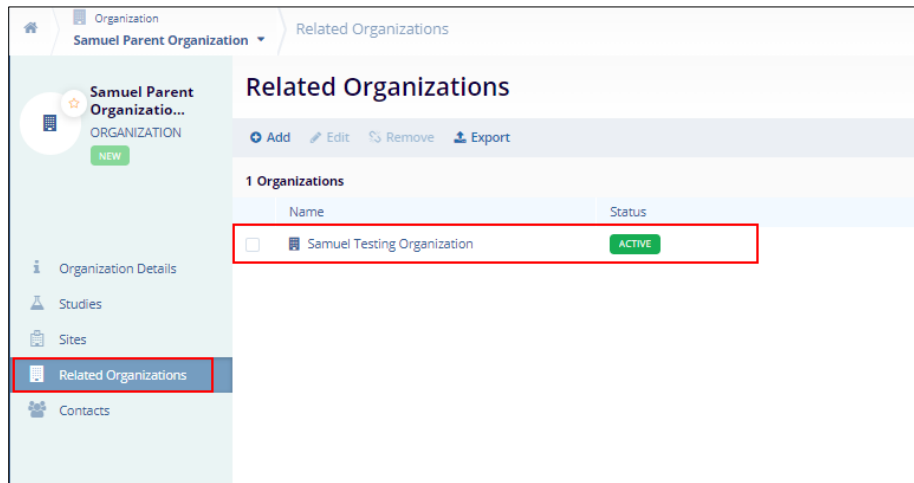 Organization
Samuel Parent Organization
Related Organizations
Samuel Parent
Organizatio...
ORGANIZATION
NEW
Organization Details
Studies
Sites
Related Organizations
Contacts
Related Organizations
Add Edit Remove Export
1 Organizations
Name Status
Samuel Testing Organization ACTIVE